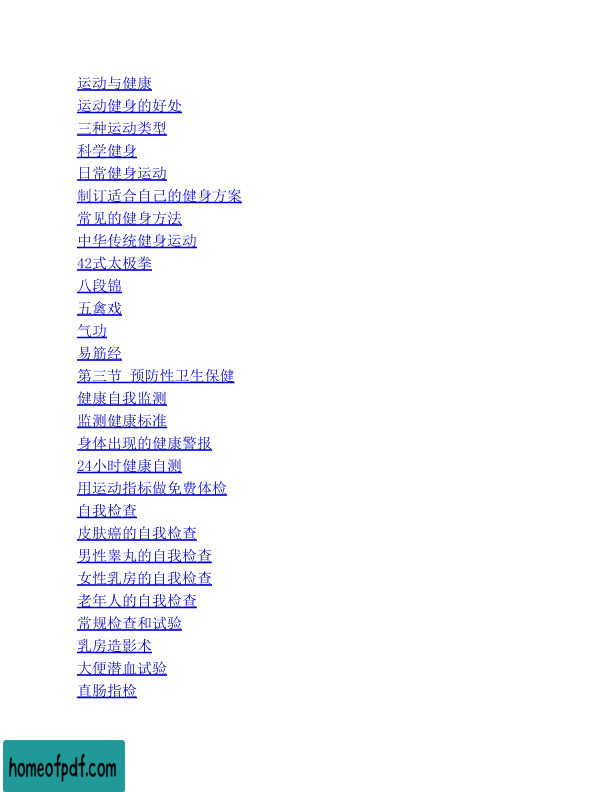 运动与健康
运动健身的好处
三种运动类型
科学健身
日常健身运动
制订适合自己的健身方案
常见的健身方法
中华传统健身运动
42式太极拳
八段锦
五禽戏
气功
易筋经
第三节 预防性卫生保健
健康自我监测
监测健康标准
身体出现的健康警报
24小时健康自测
用运动指标做免费体检
自我检查
皮肤癌的自我检查
男性睾丸的自我检查
女性乳房的自我检查
老年人的自我检查
常规检查和试验
乳房造影术
大便潜血试验
直肠指检
homeofpdf.com